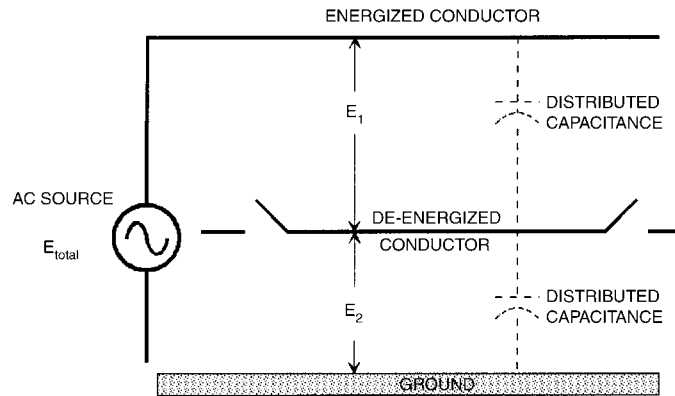 ENERGIZED CONDUCTOR
E1
DISTRIBUTED
CAPACITANCE
AC SOURCE
Etotal
DE-ENERGIZED
CONDUCTOR
E2
DISTRIBUTED
CAPACITANCE
GROUND